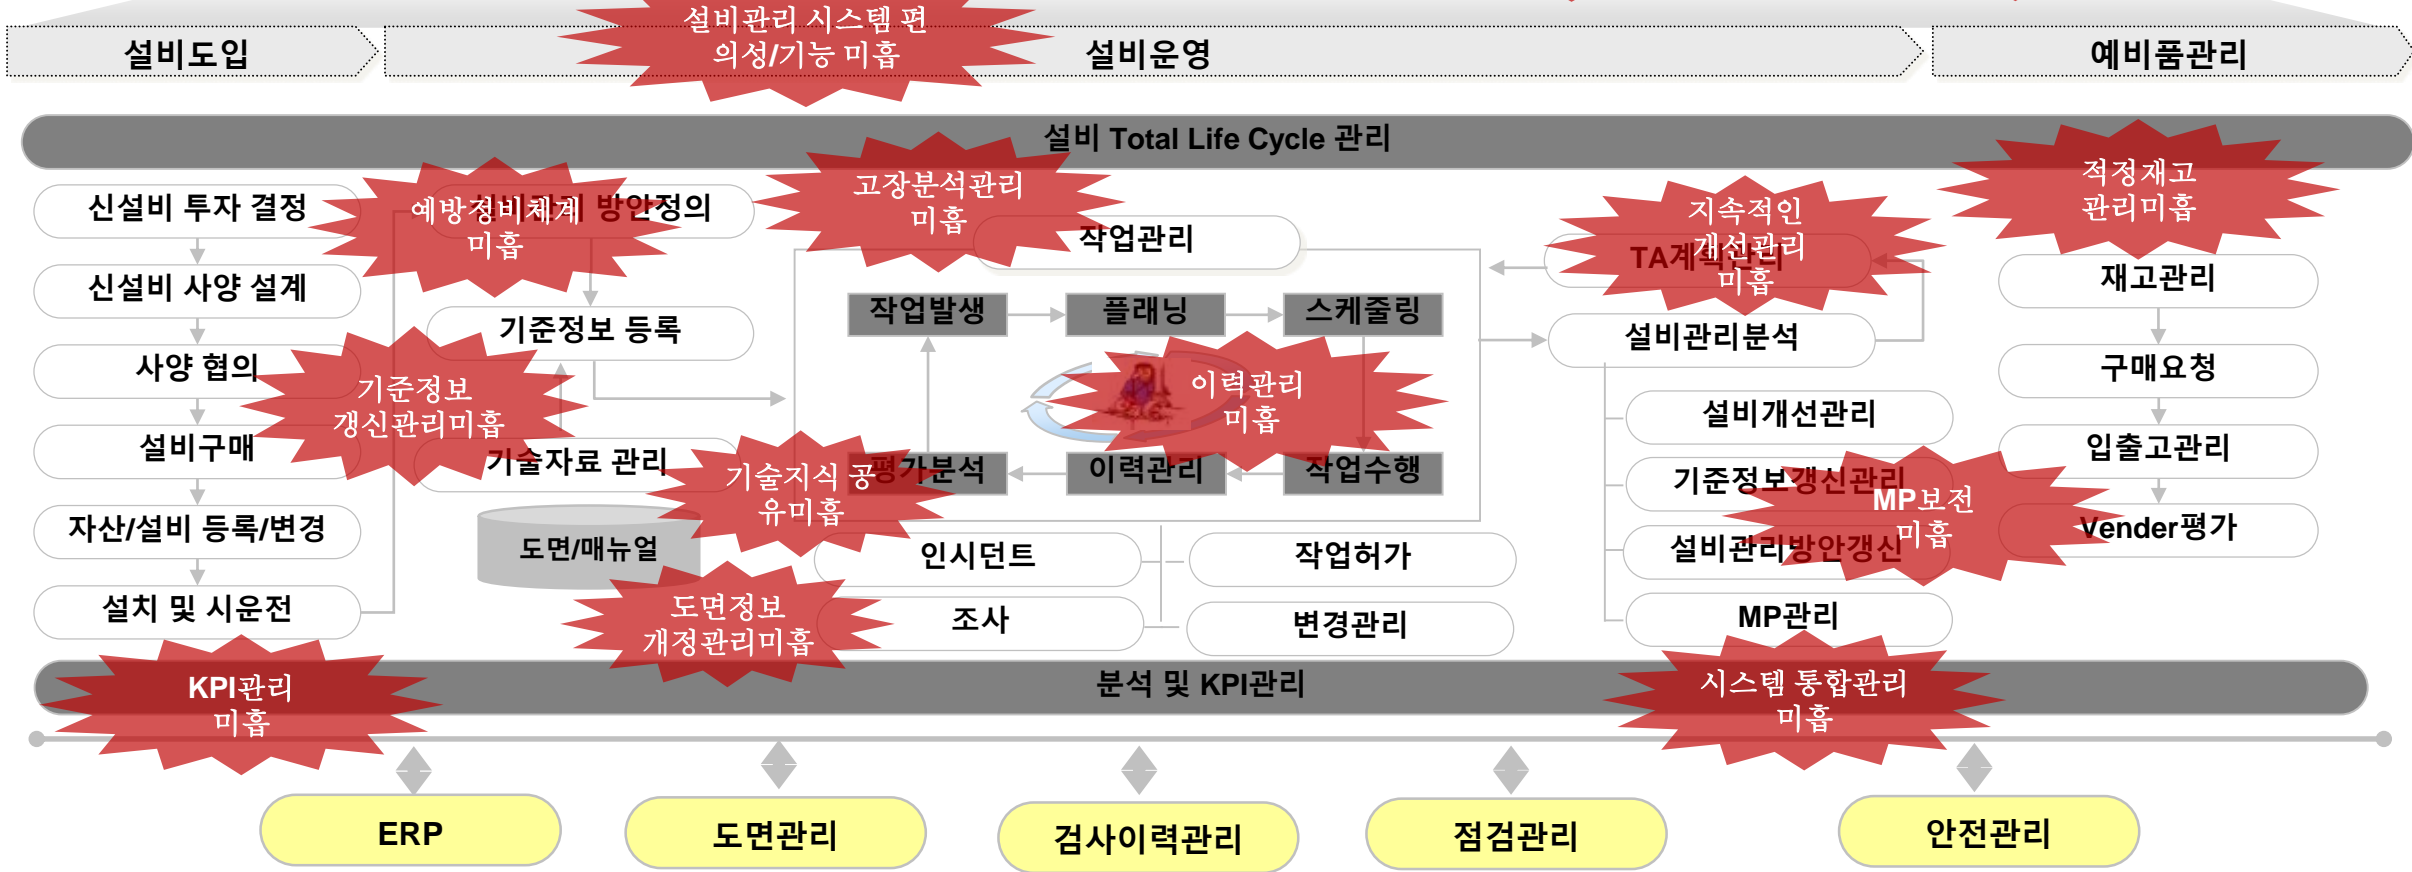 설비관리 시스템 편
의성/기능 미흡
설비도입
설비운영
예비품관리
설비 Total Life Cycle 관리
신설비 투자 결정
신설비 사양 설계
사양 협의
설비구매
자산/설비 등록/변경
설치 및 시운전
예방정비체계
미흡
방안정의
기준정보 등록
기준정보
갱신관리미흡
기술자료 관리
도면/매뉴얼
기술지식 공
유미흡
도면정보
개정관리미흡
고장분석관리
미흡
작업관리
작업발생
플래닝
스케줄링
이력관리
미흡
평가분석
이력관리
작업수행
인시던트
조사
작업허가
변경관리
지속적인
개선관리
미흡
TA계획관리
설비관리분석
설비개선관리
기준정보갱신관리
설비관리방안갱신
MP관리
MP보전
미흡
적정재고
관리미흡
재고관리
구매요청
입출고관리
Vender평가
분석 및 KPI관리
KPI관리
미흡
시스템 통합관리
미흡
ERP
도면관리
검사이력관리
점검관리
안전관리